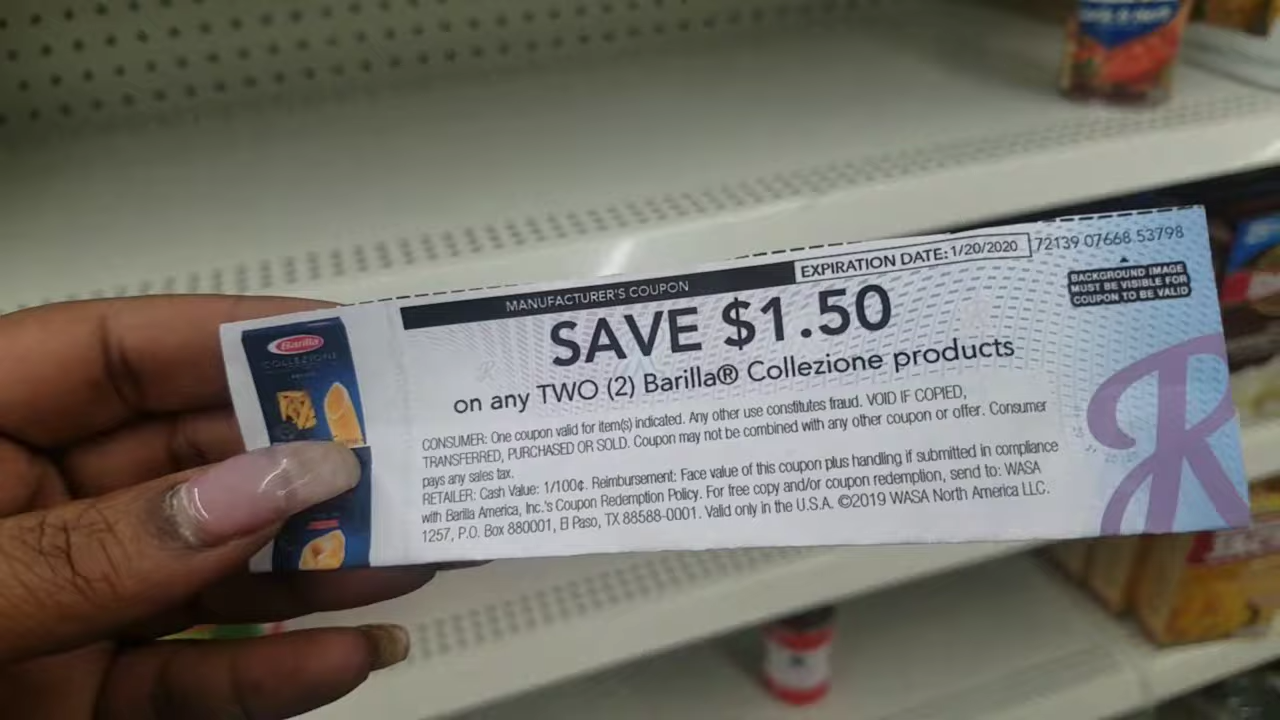 MANUFACTURER'S COUPON
EXPIRATION DATE: 1/20/2020
72139 07668 53798
BACKGROUND IMAGE
MUST BE VISIBLE FOR
COUPON TO BE VALID
Barilla
COLLEZIONE
SAVE $1.50
on any TWO (2) Barilla® Collezione products
CONSUMER: One coupon valid for item(s) indicated. Any other use constitutes fraud. VOID IF COPIED,
TRANSFERRED, PURCHASED OR SOLD. Coupon may not be combined with any other coupon or offer. Consumer
pays any sales tax.
RETAILER: Cash Value: 1/100¢. Reimbursement: Face value of this coupon plus handling if submitted in compliance
with Barilla America, Inc.'s Coupon Redemption Policy. For free copy and/or coupon redemption, send to: WASA
1257, P.O. Box 880001, El Paso, TX 88588-0001. Valid only in the U.S.A. ©2019 WASA North America LLC.
R